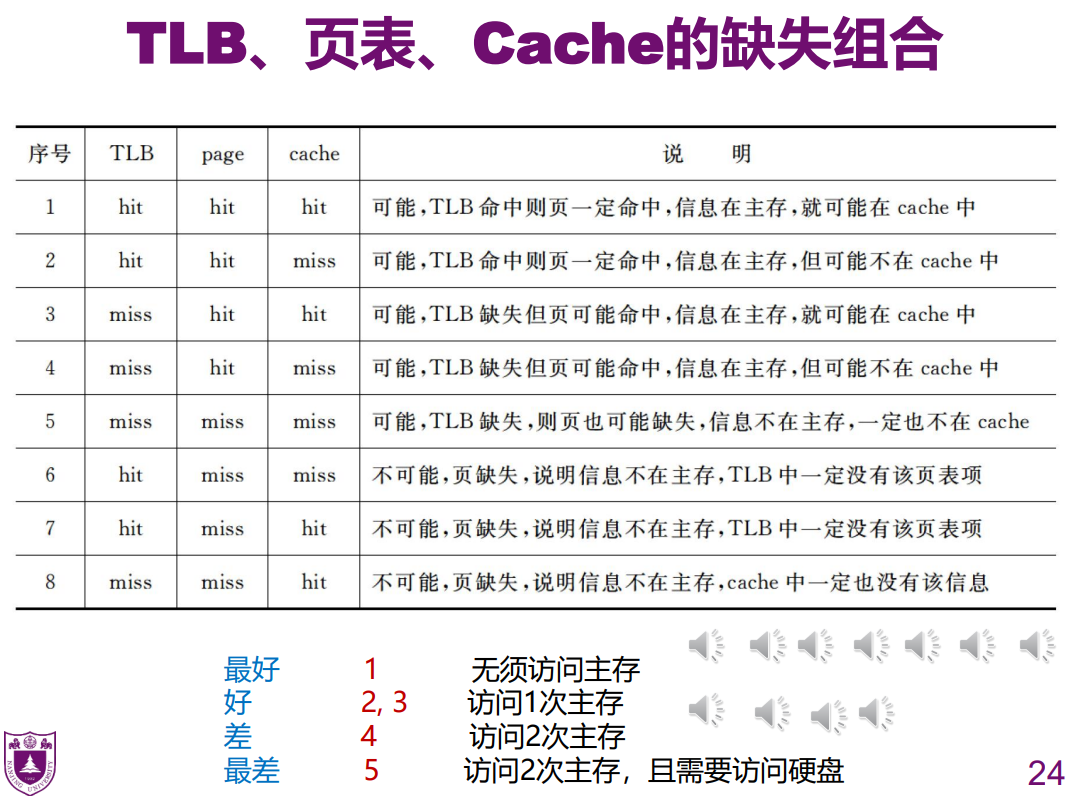 TLB、页表、Cache的缺失组合
序号 TLB page cache 说 明
1 hit hit hit 可能,TLB 命中则页一定命中,信息在主存,就可能在 cache 中
2 hit hit miss 可能,TLB 命中则页一定命中,信息在主存,但可能不在 cache 中
3 miss hit hit 可能,TLB 缺失但页可能命中,信息在主存,就可能在 cache 中
4 miss hit miss 可能,TLB 缺失但页可能命中,信息在主存,但可能不在 cache 中
5 miss miss miss 可能,TLB 缺失,则页也可能缺失,信息不在主存,一定也不在 cache
6 hit miss miss 不可能,页缺失,说明信息不在主存,TLB 中一定没有该页表项
7 hit miss hit 不可能,页缺失,说明信息不在主存,TLB 中一定没有该页表项
8 miss miss hit 不可能,页缺失,说明信息不在主存,cache 中一定也没有该信息
最好 1 无须访问主存
好 2, 3 访问1次主存
差 4 访问2次主存
最差 5 访问2次主存，且需要访问硬盘
NANJING UNIVERSITY
24